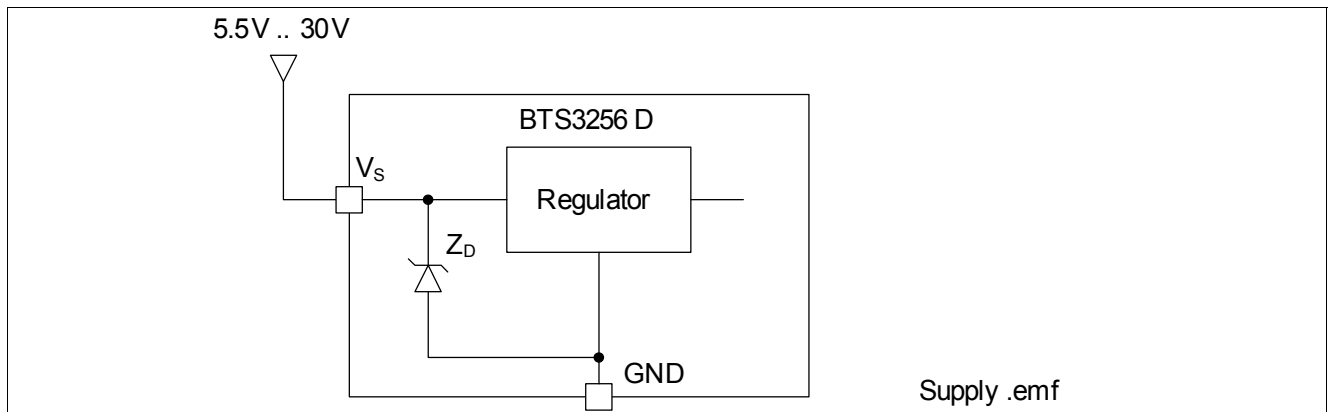 5.5V .. 30V
BTS3256 D
VS
Regulator
ZD
GND
Supply .emf